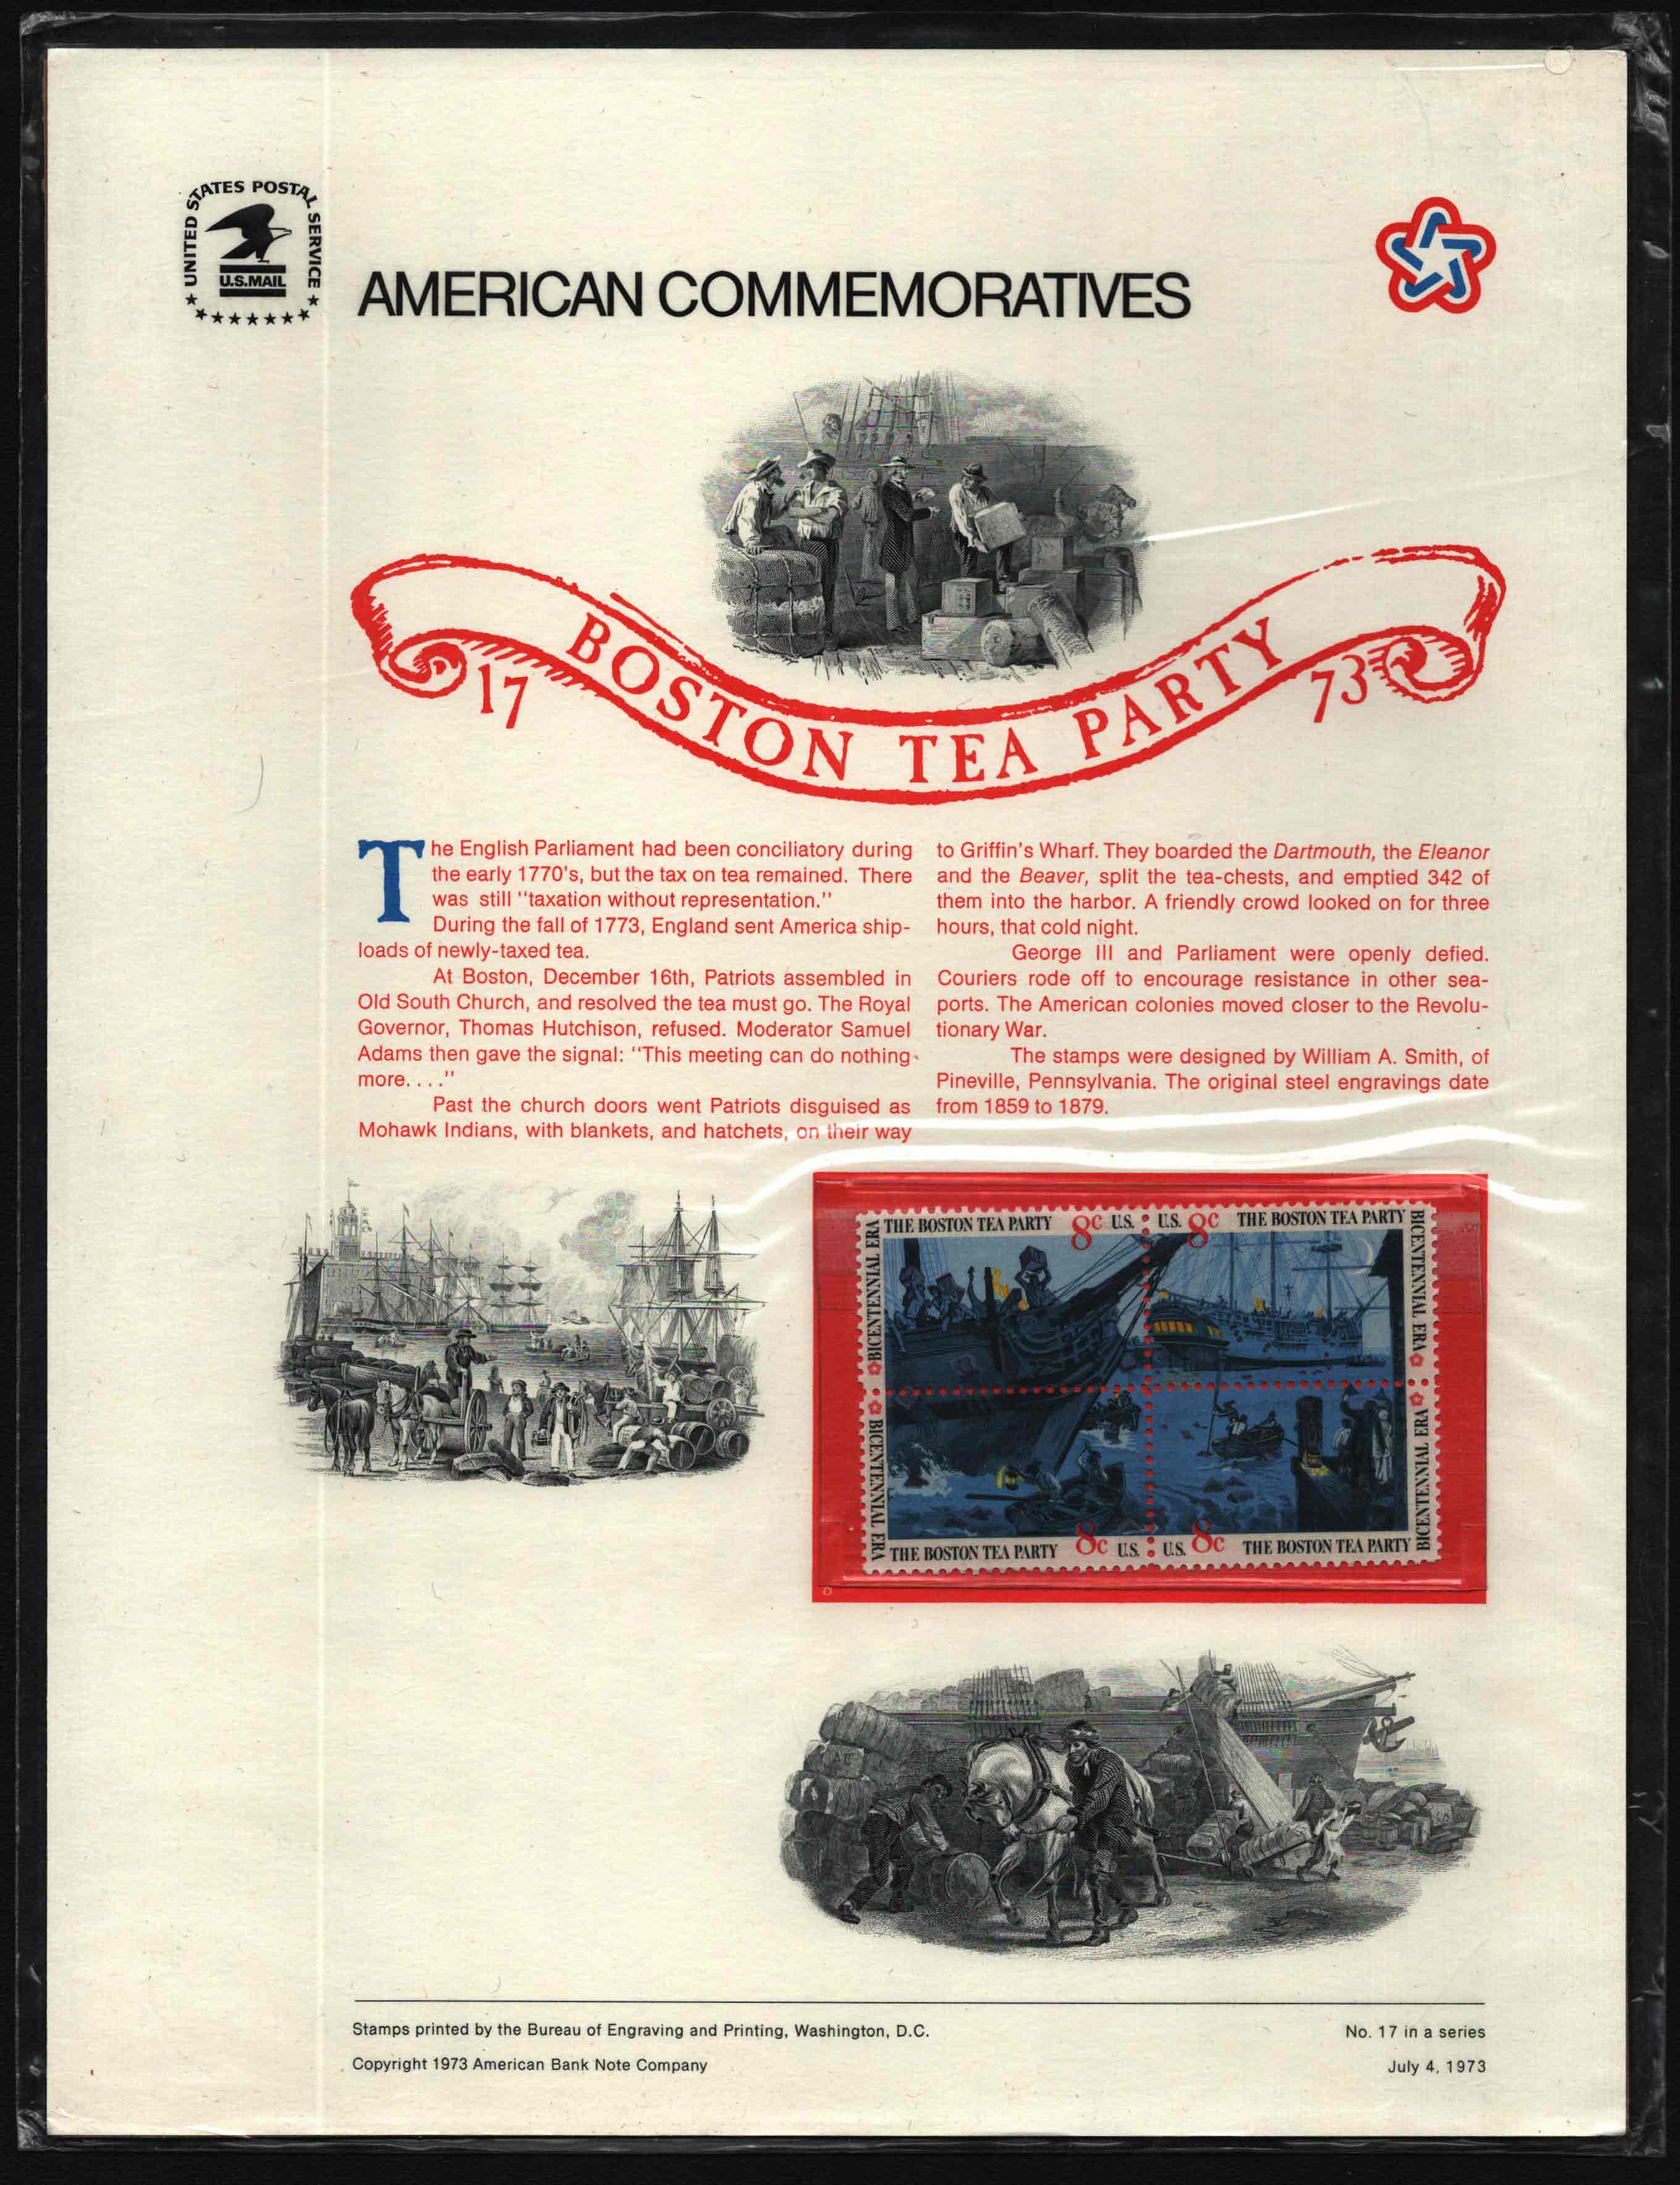 UNITED STATES POSTAL SERVICE
U.S.MAIL
AMERICAN COMMEMORATIVES
17 BOSTON TEA PARTY 73
The English Parliament had been conciliatory during
the early 1770's, but the tax on tea remained. There
was still "taxation without representation."
During the fall of 1773, England sent America ship-
loads of newly-taxed tea.
At Boston, December 16th, Patriots assembled in
Old South Church, and resolved the tea must go. The Royal
Governor, Thomas Hutchison, refused. Moderator Samuel
Adams then gave the signal: "This meeting can do nothing
more. . . ."
Past the church doors went Patriots disguised as
Mohawk Indians, with blankets, and hatchets, on their way
to Griffin's Wharf. They boarded the Dartmouth, the Eleanor
and the Beaver, split the tea-chests, and emptied 342 of
them into the harbor. A friendly crowd looked on for three
hours, that cold night.
George III and Parliament were openly defied.
Couriers rode off to encourage resistance in other sea-
ports. The American colonies moved closer to the Revolu-
tionary War.
The stamps were designed by William A. Smith, of
Pineville, Pennsylvania. The original steel engravings date
from 1859 to 1879.
THE BOSTON TEA PARTY 8c U.S.
BICENTENNIAL ERA
U.S. 8c THE BOSTON TEA PARTY
BICENTENNIAL ERA
BICENTENNIAL ERA
THE BOSTON TEA PARTY 8c U.S.
U.S. 8c THE BOSTON TEA PARTY
BICENTENNIAL ERA
Stamps printed by the Bureau of Engraving and Printing, Washington, D.C.
No. 17 in a series
Copyright 1973 American Bank Note Company
July 4, 1973